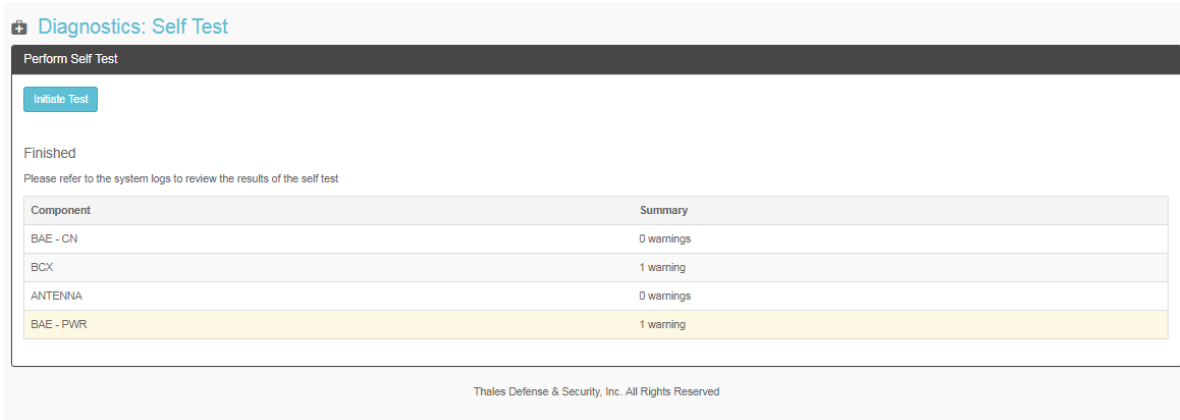 Diagnostics: Self Test
Perform Self Test
Initiate Test
Finished
Please refer to the system logs to review the results of the self test
Component Summary
BAE - CN 0 warnings
BCX 1 warning
ANTENNA 0 warnings
BAE - PWR 1 warning
Thales Defense & Security, Inc. All Rights Reserved